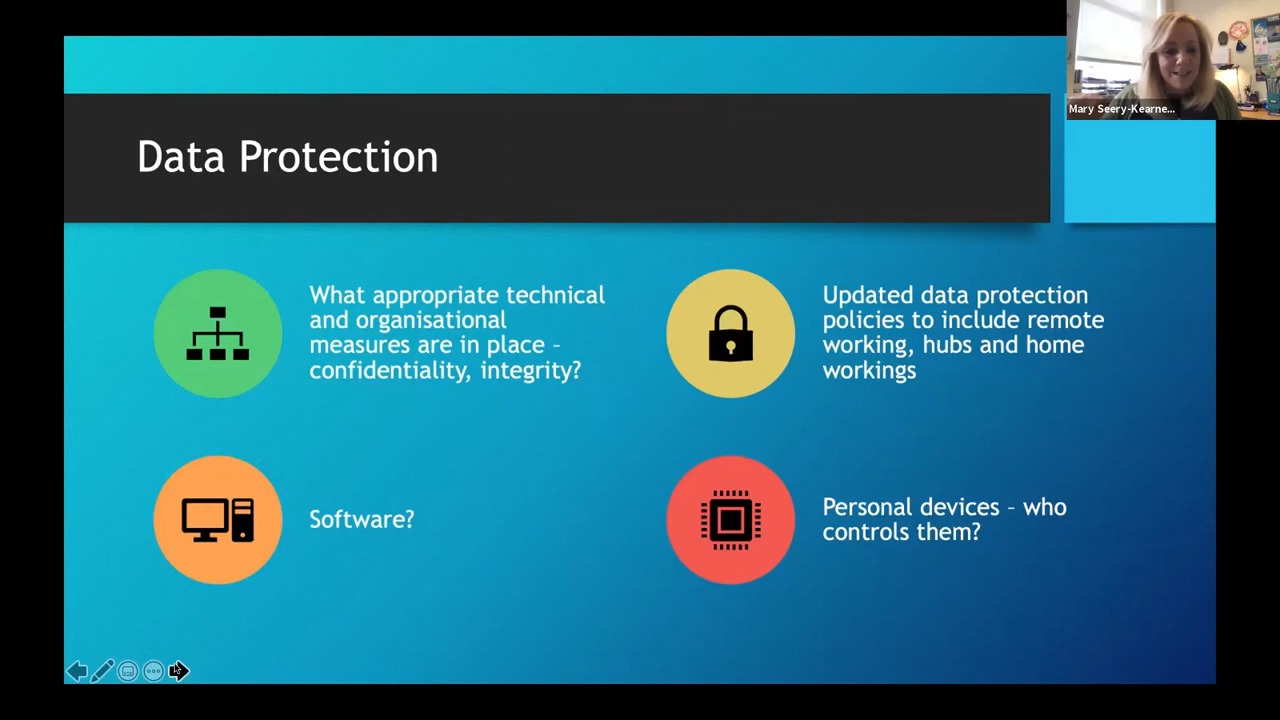 Mary Seery-Kearne...
Data Protection
What appropriate technical
and organisational
measures are in place –
confidentiality, integrity?
Updated data protection
policies to include remote
working, hubs and home
workings
Software?
Personal devices – who
controls them?